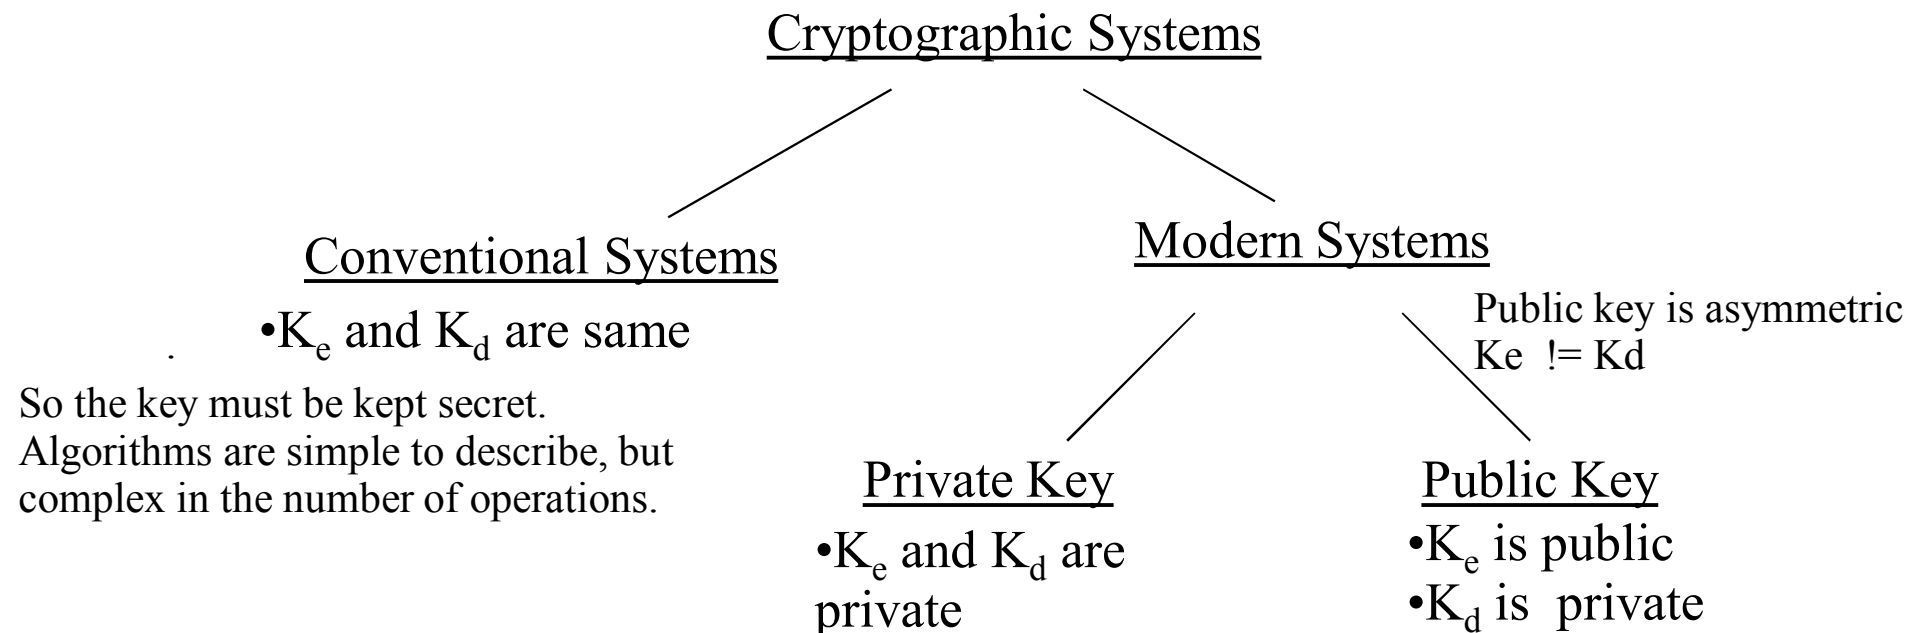 Cryptographic Systems
Conventional Systems
•Ke and Kd are same
.
So the key must be kept secret.
Algorithms are simple to describe, but
complex in the number of operations.
Modern Systems
Public key is asymmetric
Ke != Kd
Private Key
•Ke and Kd are
private
Public Key
•Ke is public
•Kd is private